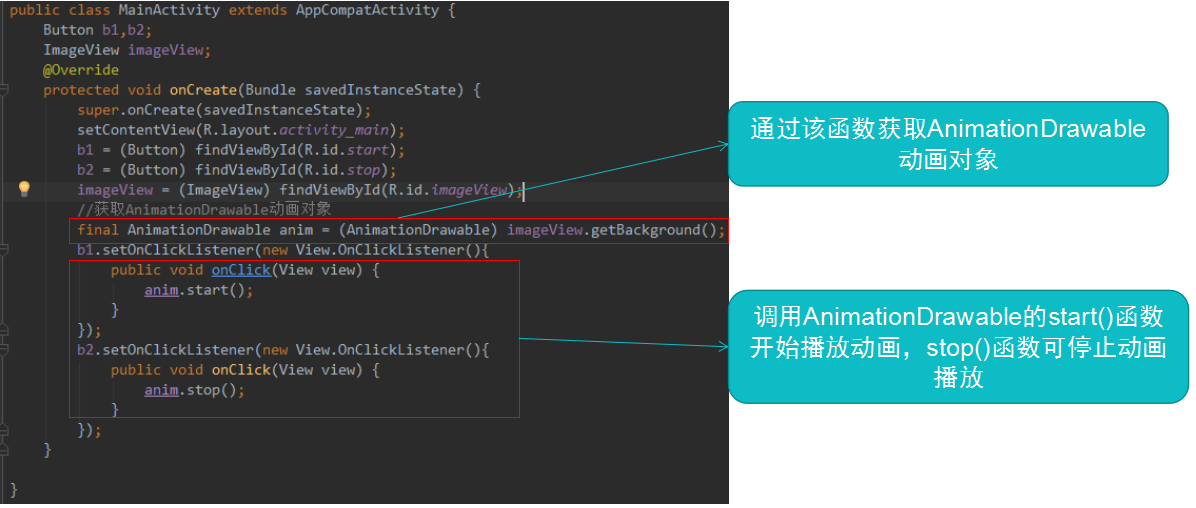 public class MainActivity extends AppCompatActivity {
Button b1,b2;
ImageView imageView;
@Override
protected void onCreate(Bundle savedInstanceState) {
super.onCreate(savedInstanceState);
setContentView(R.layout.activity_main);
b1 = (Button) findViewById(R.id.start);
b2 = (Button) findViewById(R.id.stop);
imageView = (ImageView) findViewById(R.id.imageView);
//获取AnimationDrawable动画对象
final AnimationDrawable anim = (AnimationDrawable) imageView.getBackground();
b1.setOnClickListener(new View.OnClickListener(){
public void onClick(View view) {
anim.start();
}
});
b2.setOnClickListener(new View.OnClickListener(){
public void onClick(View view) {
anim.stop();
}
});
}
}
通过该函数获取AnimationDrawable
动画对象
调用AnimationDrawable的start()函数
开始播放动画，stop()函数可停止动画
播放